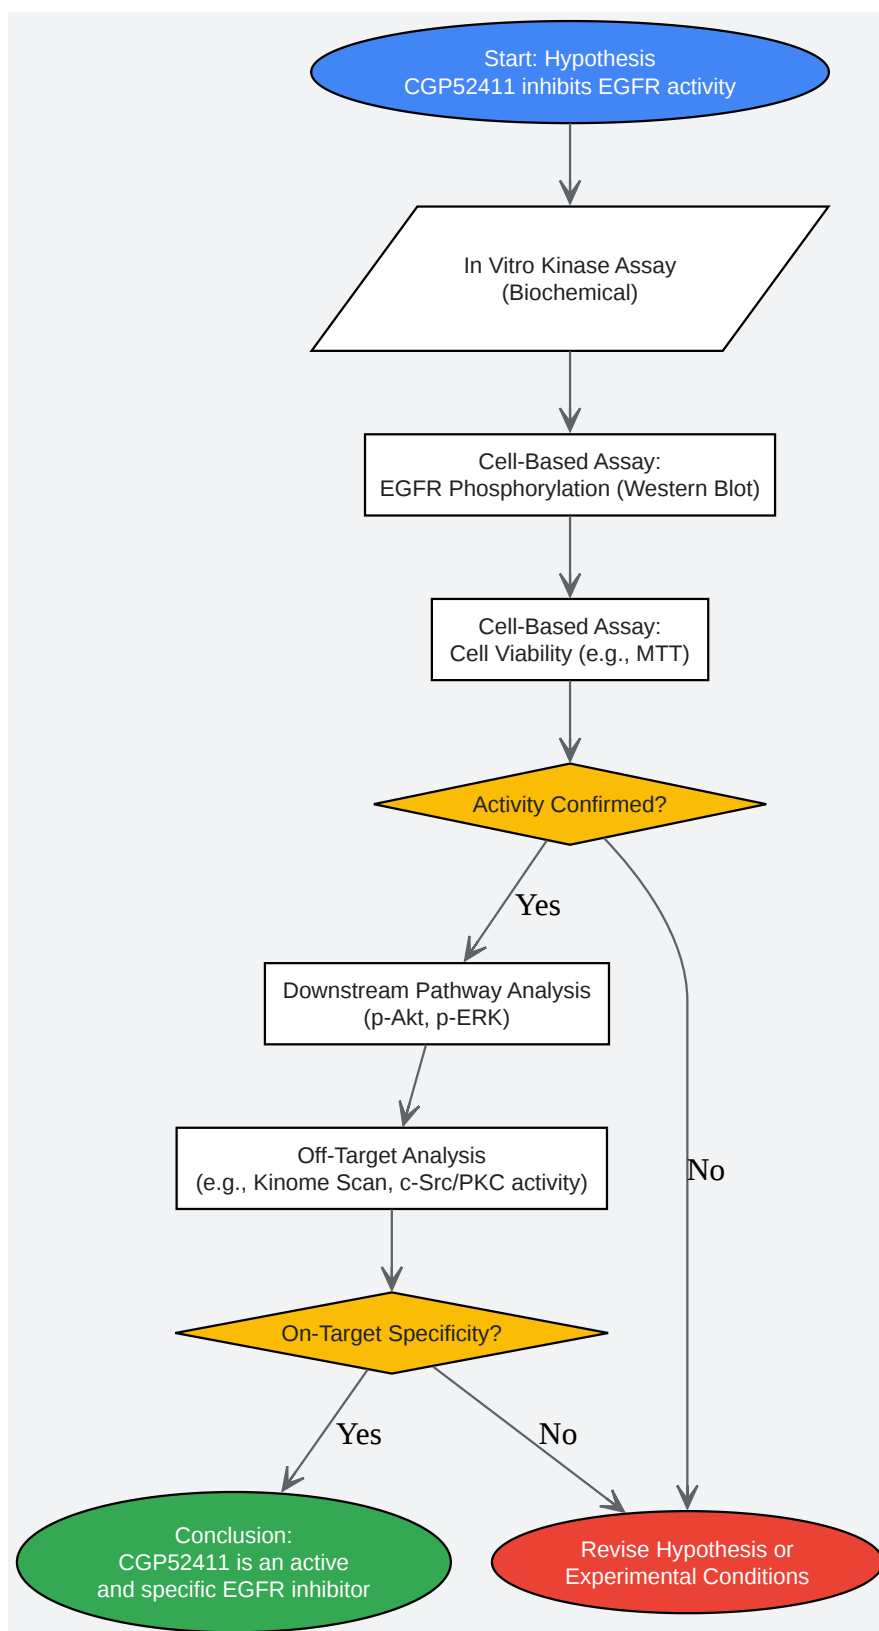 Start: Hypothesis
CGP52411 inhibits EGFR activity
In Vitro Kinase Assay
(Biochemical)
Cell-Based Assay:
EGFR Phosphorylation (Western Blot)
Cell-Based Assay:
Cell Viability (e.g., MTT)
Activity Confirmed?
Yes
Downstream Pathway Analysis
(p-Akt, p-ERK)
Off-Target Analysis
(e.g., Kinome Scan, c-Src/PKC activity)
No
On-Target Specificity?
Yes
No
Conclusion:
CGP52411 is an active
and specific EGFR inhibitor
Revise Hypothesis or
Experimental Conditions